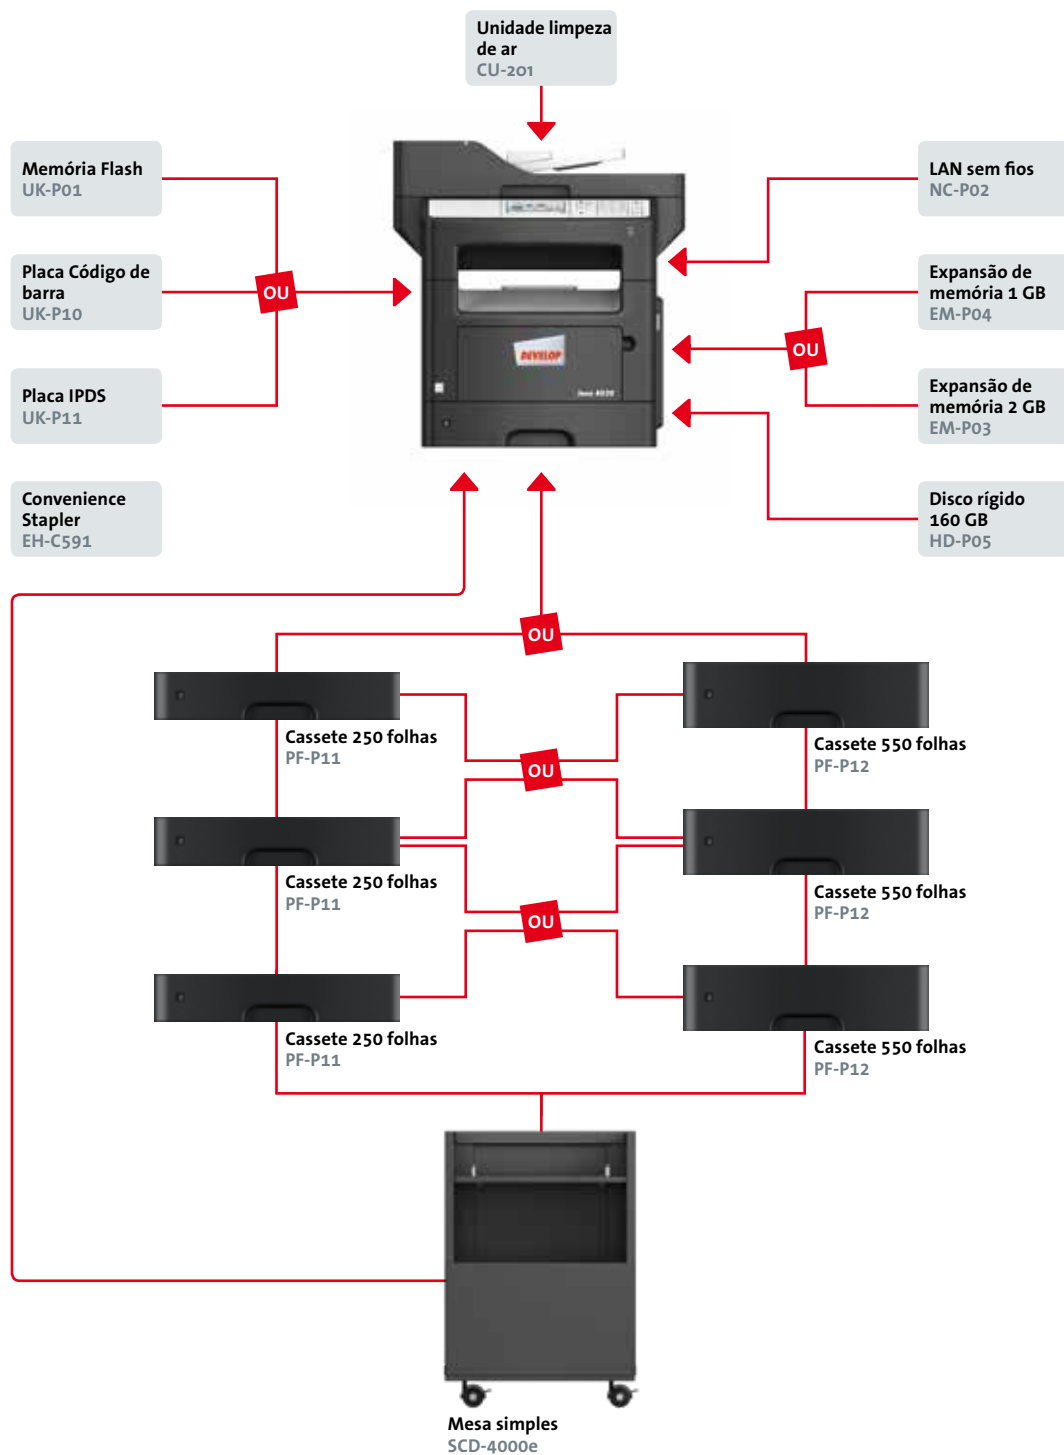 Unidade limpeza
de ar
CU-201
Memória Flash
UK-P01
LAN sem fios
NC-P02
Placa Código de
barra
UK-P10
OU
Expansão de
memória 1 GB
EM-P04
OU
DEVELOP
ineo 4020
Placa IPDS
UK-P11
Expansão de
memória 2 GB
EM-P03
Convenience
Stapler
EH-C591
Disco rígido
160 GB
HD-P05
OU
Cassete 250 folhas
PF-P11
Cassete 550 folhas
PF-P12
OU
Cassete 250 folhas
PF-P11
Cassete 550 folhas
PF-P12
OU
Cassete 250 folhas
PF-P11
Cassete 550 folhas
PF-P12
Mesa simples
SCD-4000e